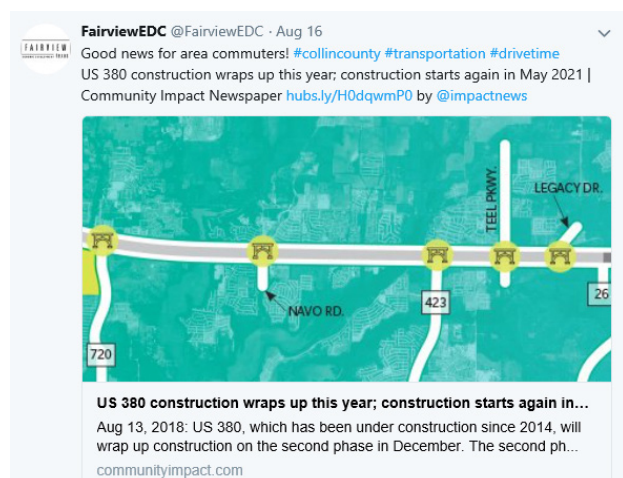 FairviewEDC @FairviewEDC · Aug 16
FAIRVIEW
Good news for area commuters! #collincounty #transportation #drivetime
US 380 construction wraps up this year; construction starts again in May 2021 |
Community Impact Newspaper hubs.ly/H0dqwmP0 by @impactnews
TEEL PKWY.
LEGACY DR.
NAVO RD.
423
26
720
US 380 construction wraps up this year; construction starts again in...
Aug 13, 2018: US 380, which has been under construction since 2014, will
wrap up construction on the second phase in December. The second ph...
communityimpact.com